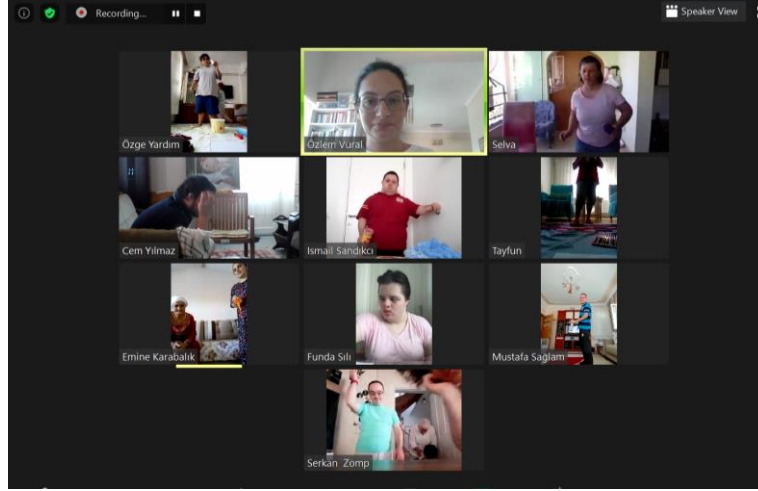 Recording...
Speaker View
Özge Yardım
Özlem Vural
Selva
Cem Yılmaz
Ismail Sandıkcı
Tayfun
Emine Karabalık
Funda Sılı
Mustafa Sağlam
Serkan Zomp